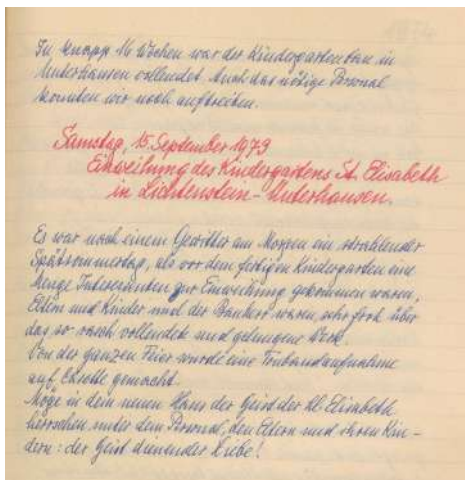 In knapp 16 Wochen war der Kindergartenbau in
Unterhausen vollendet. Auch das nötige Personal
konnten wir noch auftreiben.
Samstag, 15. September 1973
Einweihung des Kindergartens St. Elisabeth
in Lichtenstein-Unterhausen.
Es war nach einem Gewitter am Morgen ein strahlender
Spätsommertag, als vor dem fertigen Kindergarten eine
Menge Interessenten zur Einweihung gekommen waren,
Eltern und Kinder und der Bauherr waren sehr froh über
das so rasch vollendete und gelungene Werk.
Von der ganzen Feier wurde eine Tonbandaufnahme
auf Kasette gemacht.
Möge in dem neuen Haus der Geist der hl. Elisabeth
herrschen unter dem Personal, den Eltern und ihren Kin-
dern: der Geist dienender Liebe!